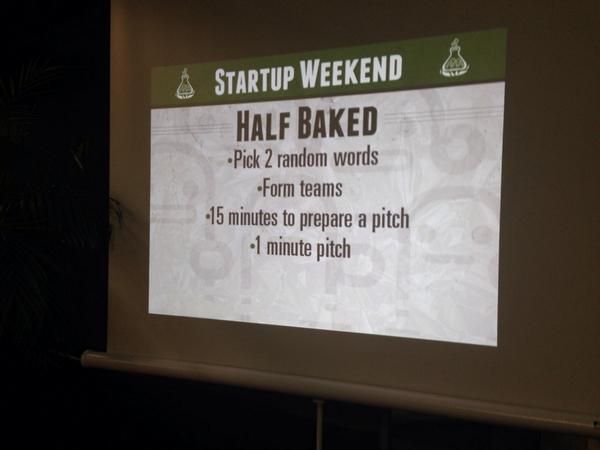 STARTUP WEEKEND
HALF BAKED
•Pick 2 random words
•Form teams
•15 minutes to prepare a pitch
•1 minute pitch